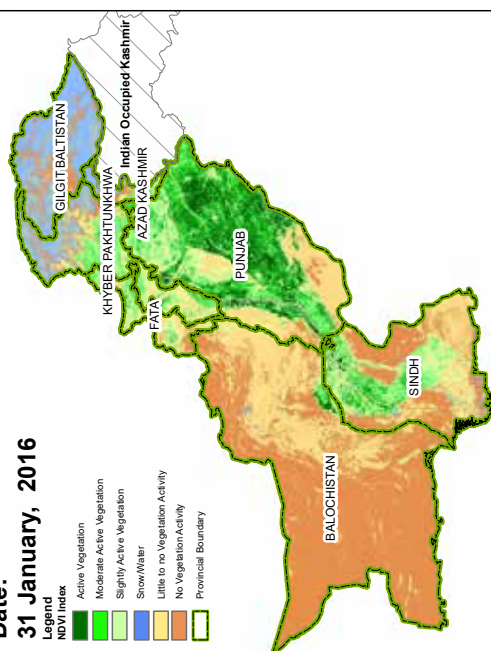 Date:
31 January, 2016
Legend
NDVI Index
Active Vegetation
Moderate Active Vegetation
Slightly Active Vegetation
Snow/Water
Little to no Vegetation Activity
No Vegetation Activity
Provincial Boundary
GILGIT BALTISTAN
Indian Occupied Kashmir
KHYBER PAKHTUNKHWA
AZAD KASHMIR
FATA
PUNJAB
BALOCHISTAN
SINDH